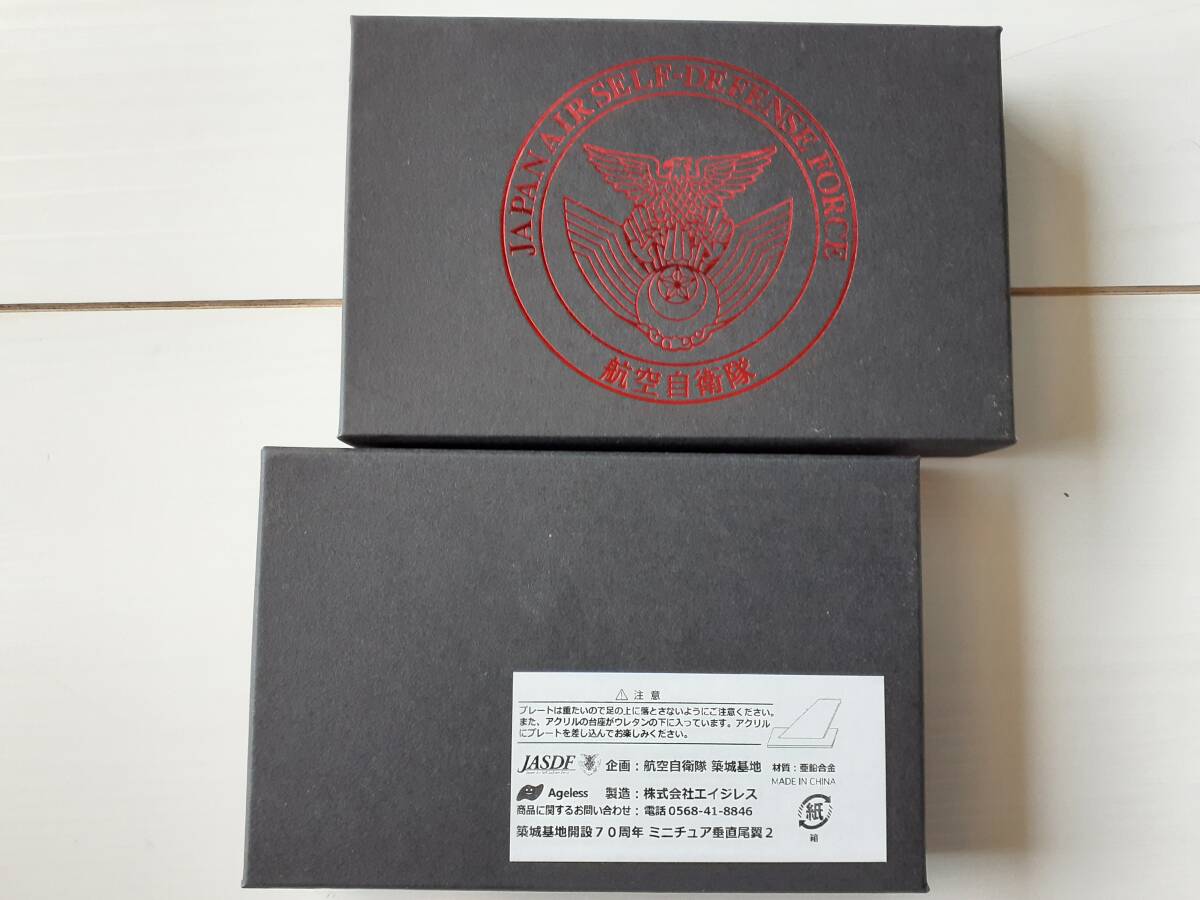 JAPAN AIR SELF-DEFENSE FORCE
航空自衛隊
⚠ 注 意
プレートは重たいので足の上に落とさないようにご注意ください。
また、アクリルの台座がウレタンの下に入っています。アクリル
にプレートを差し込んでお楽しみください。
JASDF 企画：航空自衛隊 築城基地
材質：亜鉛合金
MADE IN CHINA
Ageless 製造：株式会社エイジレス
商品に関するお問い合わせ：電話 0568-41-8846
築城基地開設７０周年 ミニチュア垂直尾翼２
紙
箱